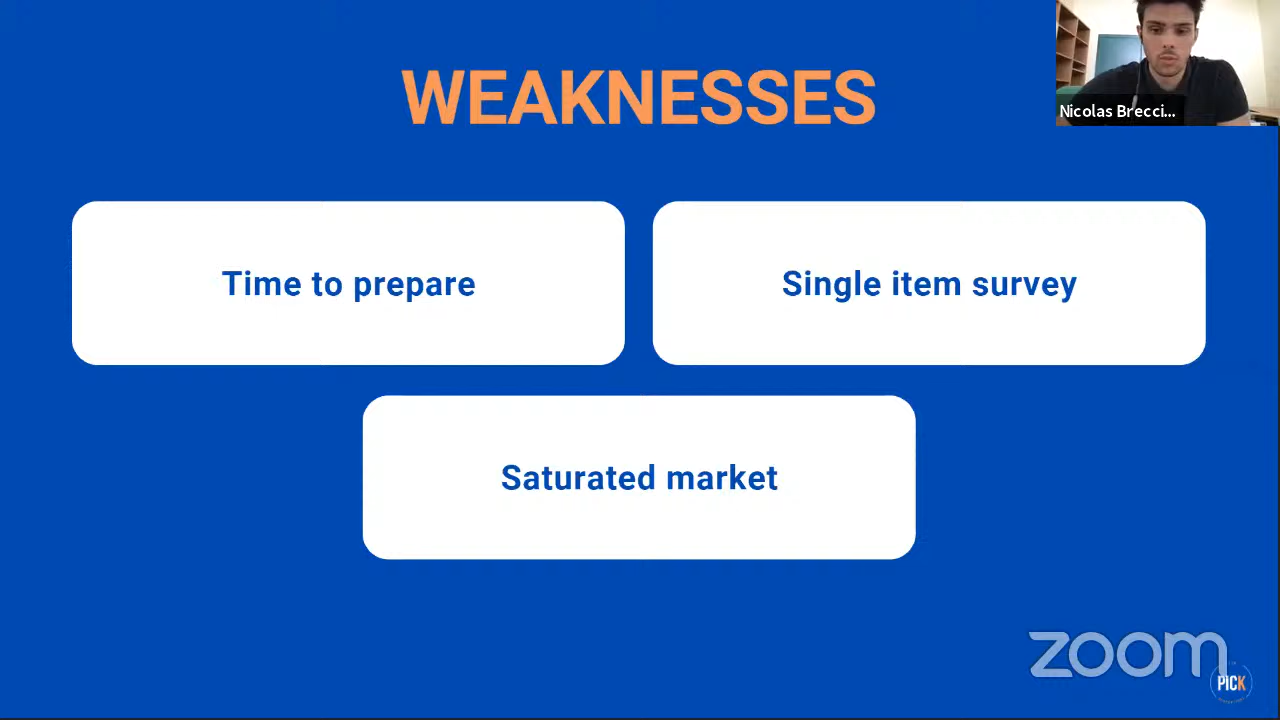 WEAKNESSES
Nicolas Brecci...
Time to prepare
Single item survey
Saturated market
zoom
PICK